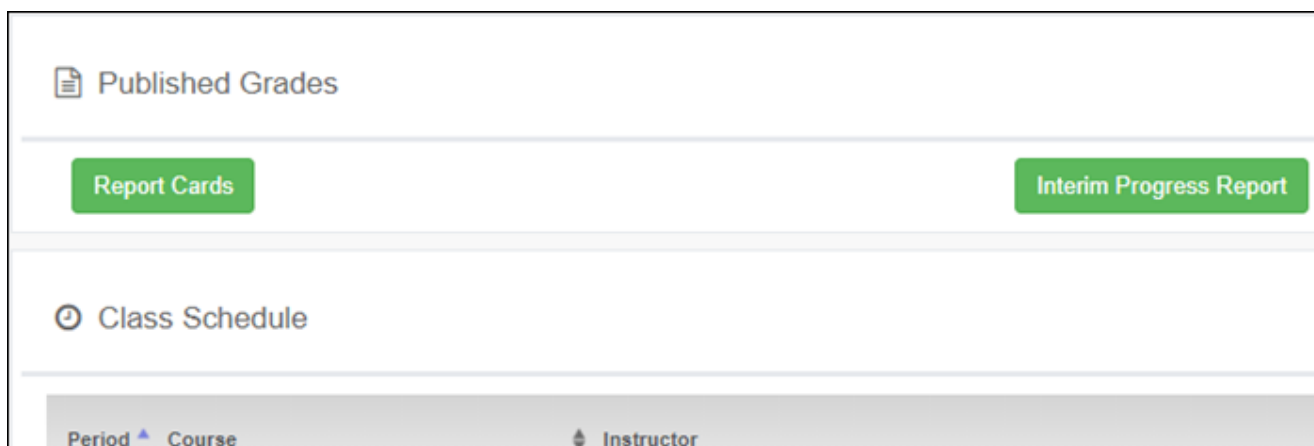 Published Grades
Report Cards Interim Progress Report
Class Schedule
Period Course Instructor